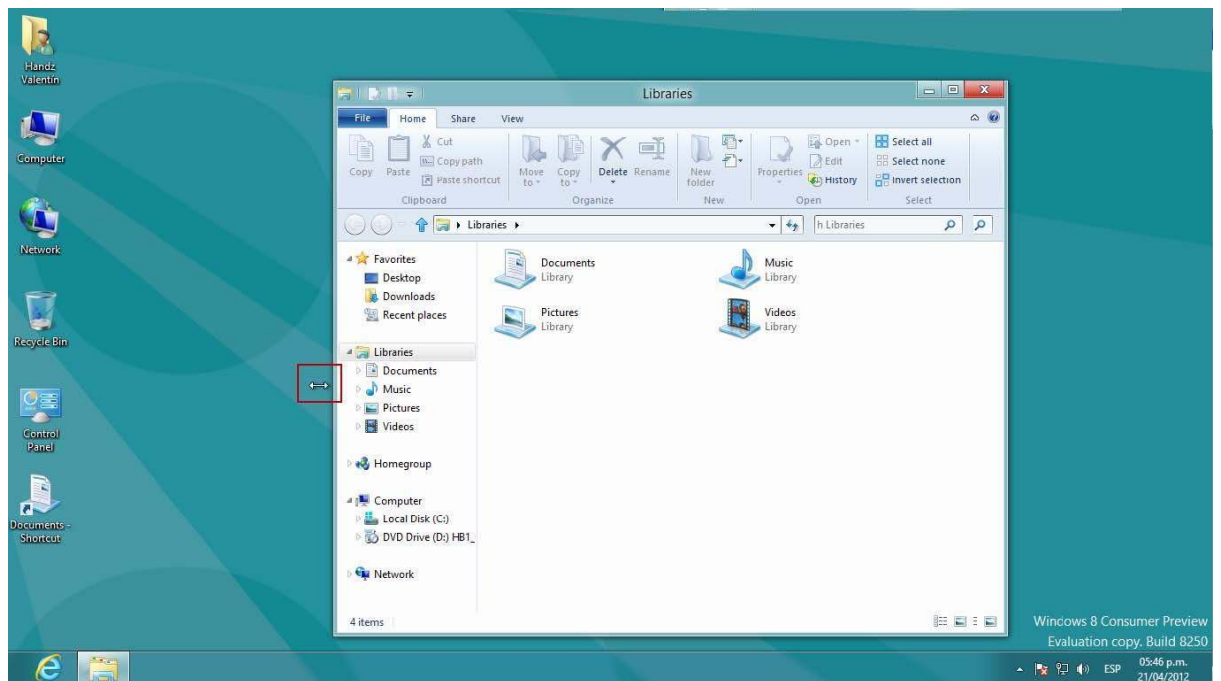 Handz
Valentín
Computer
Network
Recycle Bin
Control
Panel
Documents -
Shortcut
Libraries
File Home Share View
Copy
Paste
Cut
Copy path
Paste shortcut
Clipboard
Move
to
Copy
to
Delete
Rename
Organize
New
folder
New
Properties
Open
Edit
History
Open
Select all
Select none
Invert selection
Select
Libraries
h Libraries
Favorites
Desktop
Downloads
Recent places
Libraries
Documents
Music
Pictures
Videos
Homegroup
Computer
Local Disk (C:)
DVD Drive (D:) HB1_
Network
Documents
Library
Music
Library
Pictures
Library
Videos
Library
4 items
Windows 8 Consumer Preview
Evaluation copy. Build 8250
ESP
05:46 p.m.
21/04/2012